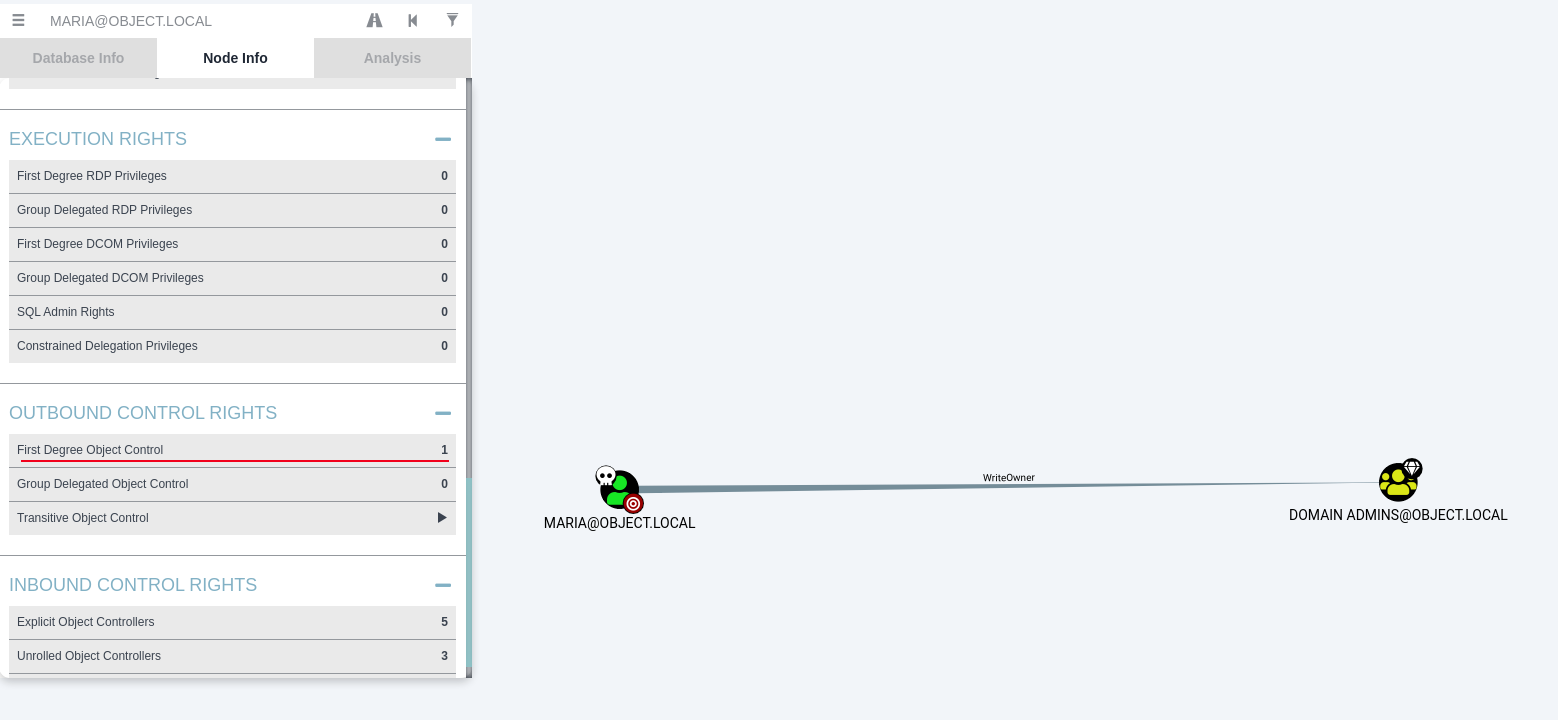 MARIA@OBJECT.LOCAL
Database Info
Node Info
Analysis
EXECUTION RIGHTS
First Degree RDP Privileges 0
Group Delegated RDP Privileges 0
First Degree DCOM Privileges 0
Group Delegated DCOM Privileges 0
SQL Admin Rights 0
Constrained Delegation Privileges 0
OUTBOUND CONTROL RIGHTS
First Degree Object Control 1
Group Delegated Object Control 0
Transitive Object Control
INBOUND CONTROL RIGHTS
Explicit Object Controllers 5
Unrolled Object Controllers 3
WriteOwner
MARIA@OBJECT.LOCAL
DOMAIN ADMINS@OBJECT.LOCAL